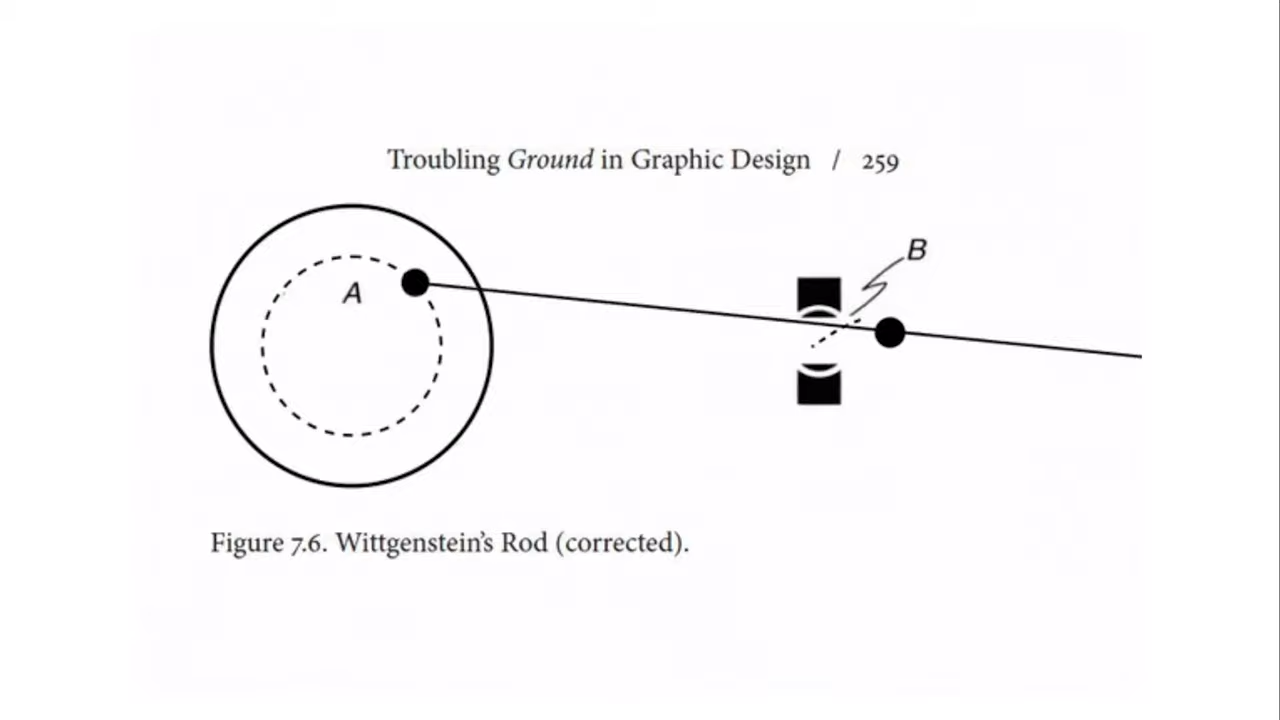 Troubling Ground in Graphic Design / 259
B
A
Figure 7.6. Wittgenstein's Rod (corrected).